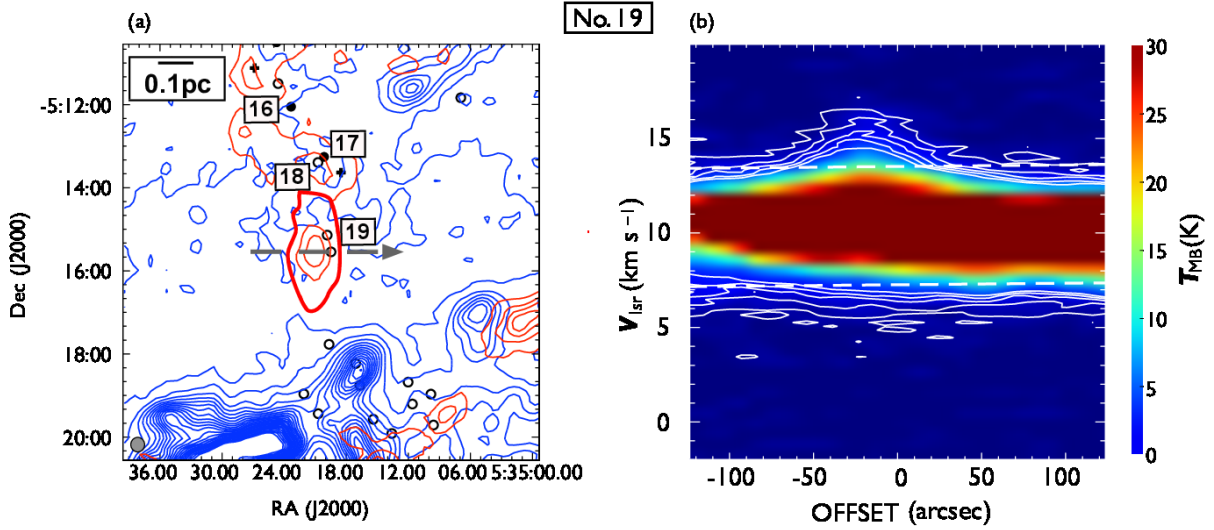 (a)
No. 19
(b)
0.1pc
16
17
18
19
-5:12:00
14:00
16:00
18:00
20:00
Dec (J2000)
36.00 30.00 24.00 18.00 12.00 06.00 5:35:00.00
RA (J2000)
15
10
5
0
Vlsr (km s⁻¹)
-100 -50 0 50 100
OFFSET (arcsec)
30
25
20
15
10
5
0
TMB(K)